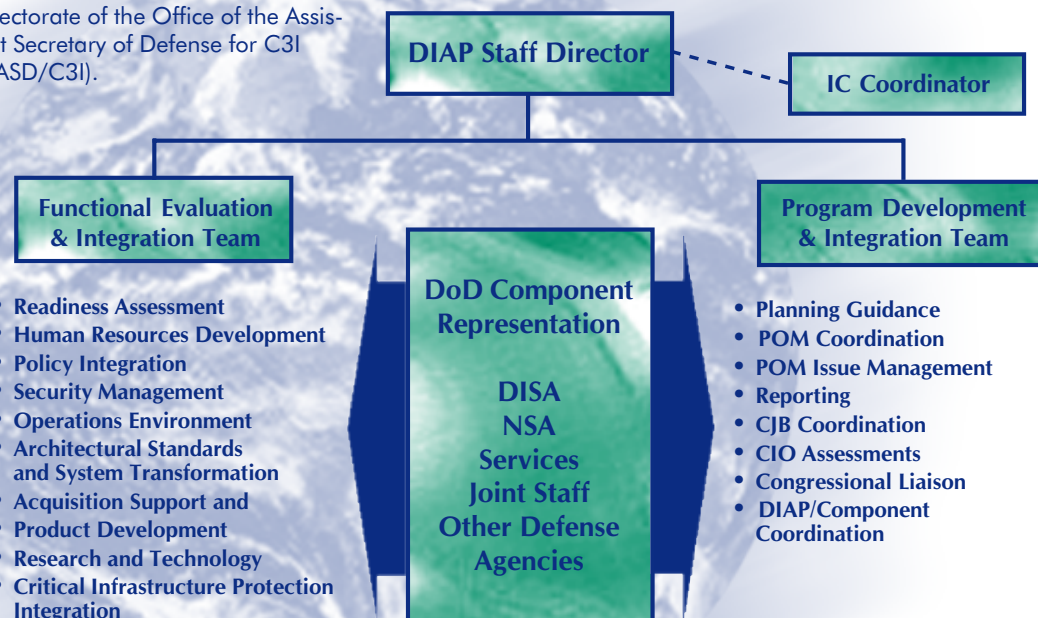 ectorate of the Office of the Assis-
t Secretary of Defense for C3I
ASD/C3I).
DIAP Staff Director
IC Coordinator
Functional Evaluation
& Integration Team
Program Development
& Integration Team
DoD Component
Representation
DISA
NSA
Services
Joint Staff
Other Defense
Agencies
• Readiness Assessment
• Human Resources Development
• Policy Integration
• Security Management
• Operations Environment
• Architectural Standards
and System Transformation
• Acquisition Support and
• Product Development
• Research and Technology
• Critical Infrastructure Protection
Integration
• Planning Guidance
• POM Coordination
• POM Issue Management
• Reporting
• CJB Coordination
• CIO Assessments
• Congressional Liaison
• DIAP/Component
Coordination